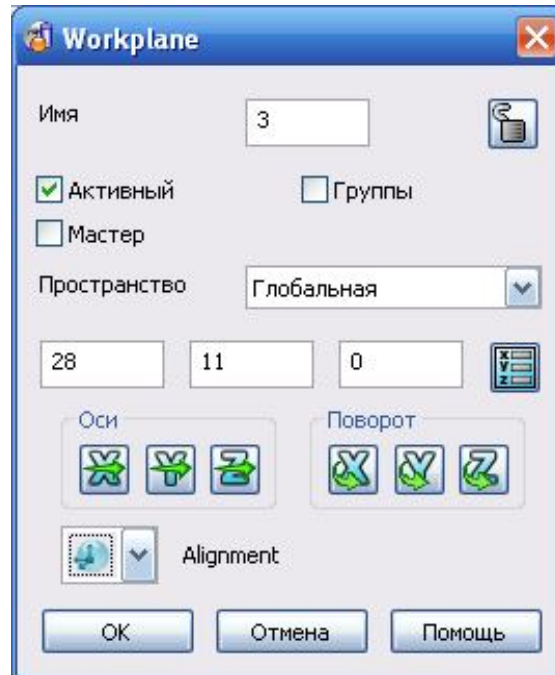 Workplane
Имя 3
Активный Группы
Мастер
Пространство Глобальная
28 11 0
x
y
z
Оси Поворот
X Y Z X Y Z
Alignment
OK Отмена Помощь